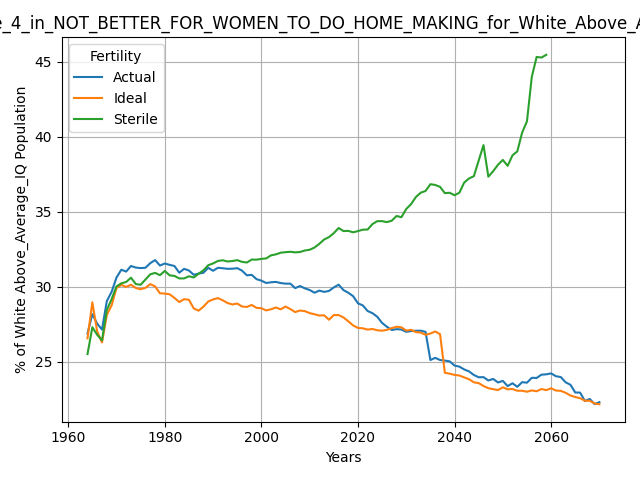 _4_in_NOT_BETTER_FOR_WOMEN_TO_DO_HOME_MAKING_for_White_Above_A
Fertility
Actual
Ideal
Sterile
% of White Above_Average_IQ Population
45
40
35
30
25
1960
1980
2000
2020
2040
2060
Years